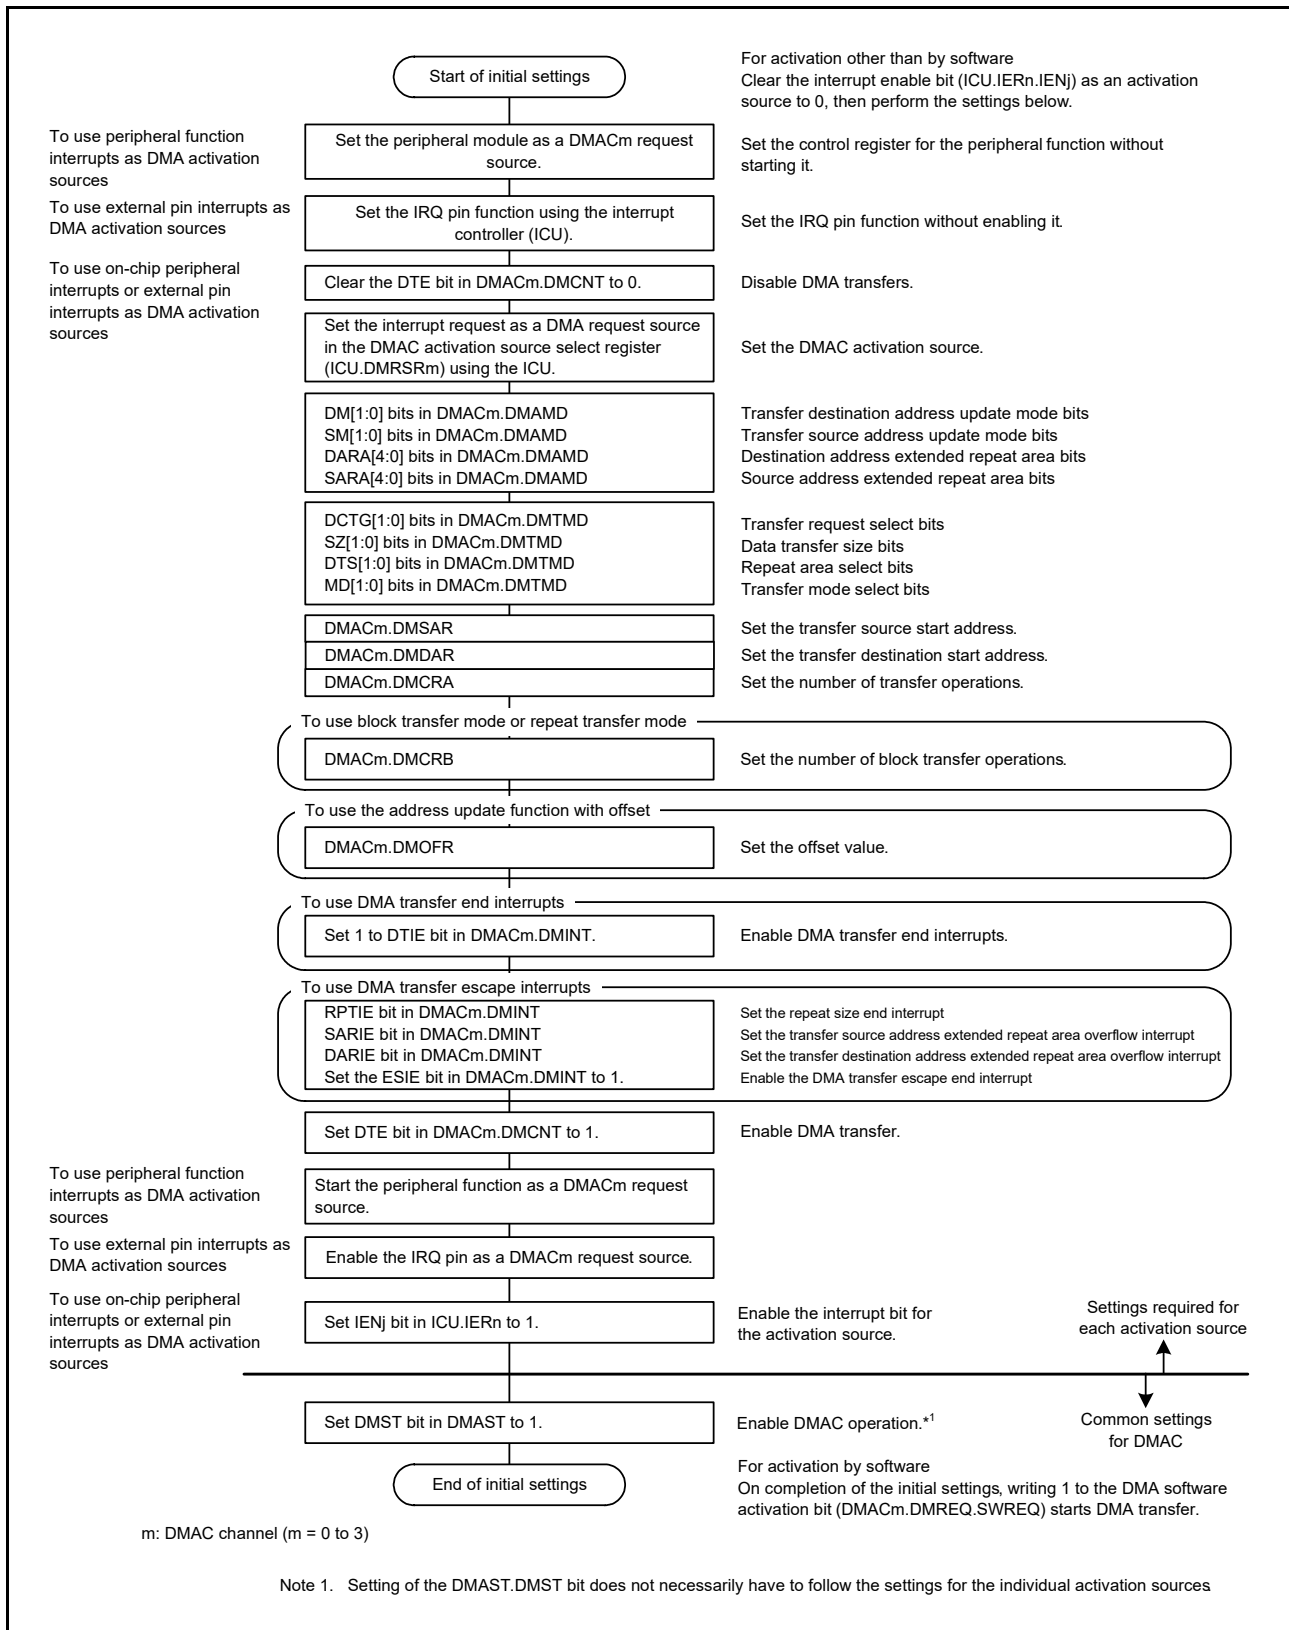 Start of initial settings
For activation other than by software
Clear the interrupt enable bit (ICU.IERn.IENj) as an activation
source to 0, then perform the settings below.
To use peripheral function
interrupts as DMA activation
sources
Set the peripheral module as a DMACm request
source.
Set the control register for the peripheral function without
starting it.
To use external pin interrupts as
DMA activation sources
Set the IRQ pin function using the interrupt
controller (ICU).
Set the IRQ pin function without enabling it.
To use on-chip peripheral
interrupts or external pin
interrupts as DMA activation
sources
Clear the DTE bit in DMACm.DMCNT to 0.
Disable DMA transfers.
Set the interrupt request as a DMA request source
in the DMAC activation source select register
(ICU.DMRSRm) using the ICU.
Set the DMAC activation source.
DM[1:0] bits in DMACm.DMAMD
SM[1:0] bits in DMACm.DMAMD
DARA[4:0] bits in DMACm.DMAMD
SARA[4:0] bits in DMACm.DMAMD
Transfer destination address update mode bits
Transfer source address update mode bits
Destination address extended repeat area bits
Source address extended repeat area bits
DCTG[1:0] bits in DMACm.DMTMD
SZ[1:0] bits in DMACm.DMTMD
DTS[1:0] bits in DMACm.DMTMD
MD[1:0] bits in DMACm.DMTMD
Transfer request select bits
Data transfer size bits
Repeat area select bits
Transfer mode select bits
DMACm.DMSAR
Set the transfer source start address.
DMACm.DMDAR
Set the transfer destination start address.
DMACm.DMCRA
Set the number of transfer operations.
To use block transfer mode or repeat transfer mode
DMACm.DMCRB
Set the number of block transfer operations.
To use the address update function with offset
DMACm.DMOFR
Set the offset value.
To use DMA transfer end interrupts
Set 1 to DTIE bit in DMACm.DMINT.
Enable DMA transfer end interrupts.
To use DMA transfer escape interrupts
RPTIE bit in DMACm.DMINT
SARIE bit in DMACm.DMINT
DARIE bit in DMACm.DMINT
Set the ESIE bit in DMACm.DMINT to 1.
Set the repeat size end interrupt
Set the transfer source address extended repeat area overflow interrupt
Set the transfer destination address extended repeat area overflow interrupt
Enable the DMA transfer escape end interrupt
Set DTE bit in DMACm.DMCNT to 1.
Enable DMA transfer.
To use peripheral function
interrupts as DMA activation
sources
Start the peripheral function as a DMACm request
source.
To use external pin interrupts as
DMA activation sources
Enable the IRQ pin as a DMACm request source.
To use on-chip peripheral
interrupts or external pin
interrupts as DMA activation
sources
Set IENj bit in ICU.IERn to 1.
Enable the interrupt bit for
the activation source.
Settings required for
each activation source
Set DMST bit in DMAST to 1.
Enable DMAC operation.*1
Common settings
for DMAC
End of initial settings
For activation by software
On completion of the initial settings, writing 1 to the DMA software
activation bit (DMACm.DMREQ.SWREQ) starts DMA transfer.
m: DMAC channel (m = 0 to 3)
Note 1. Setting of the DMAST.DMST bit does not necessarily have to follow the settings for the individual activation sources.